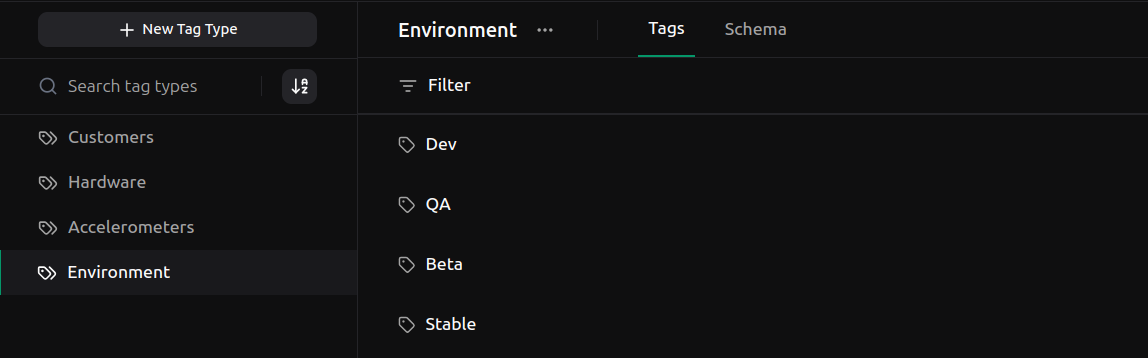 New Tag Type
Search tag types
Customers
Hardware
Accelerometers
Environment
Environment
Tags
Schema
Filter
Dev
QA
Beta
Stable